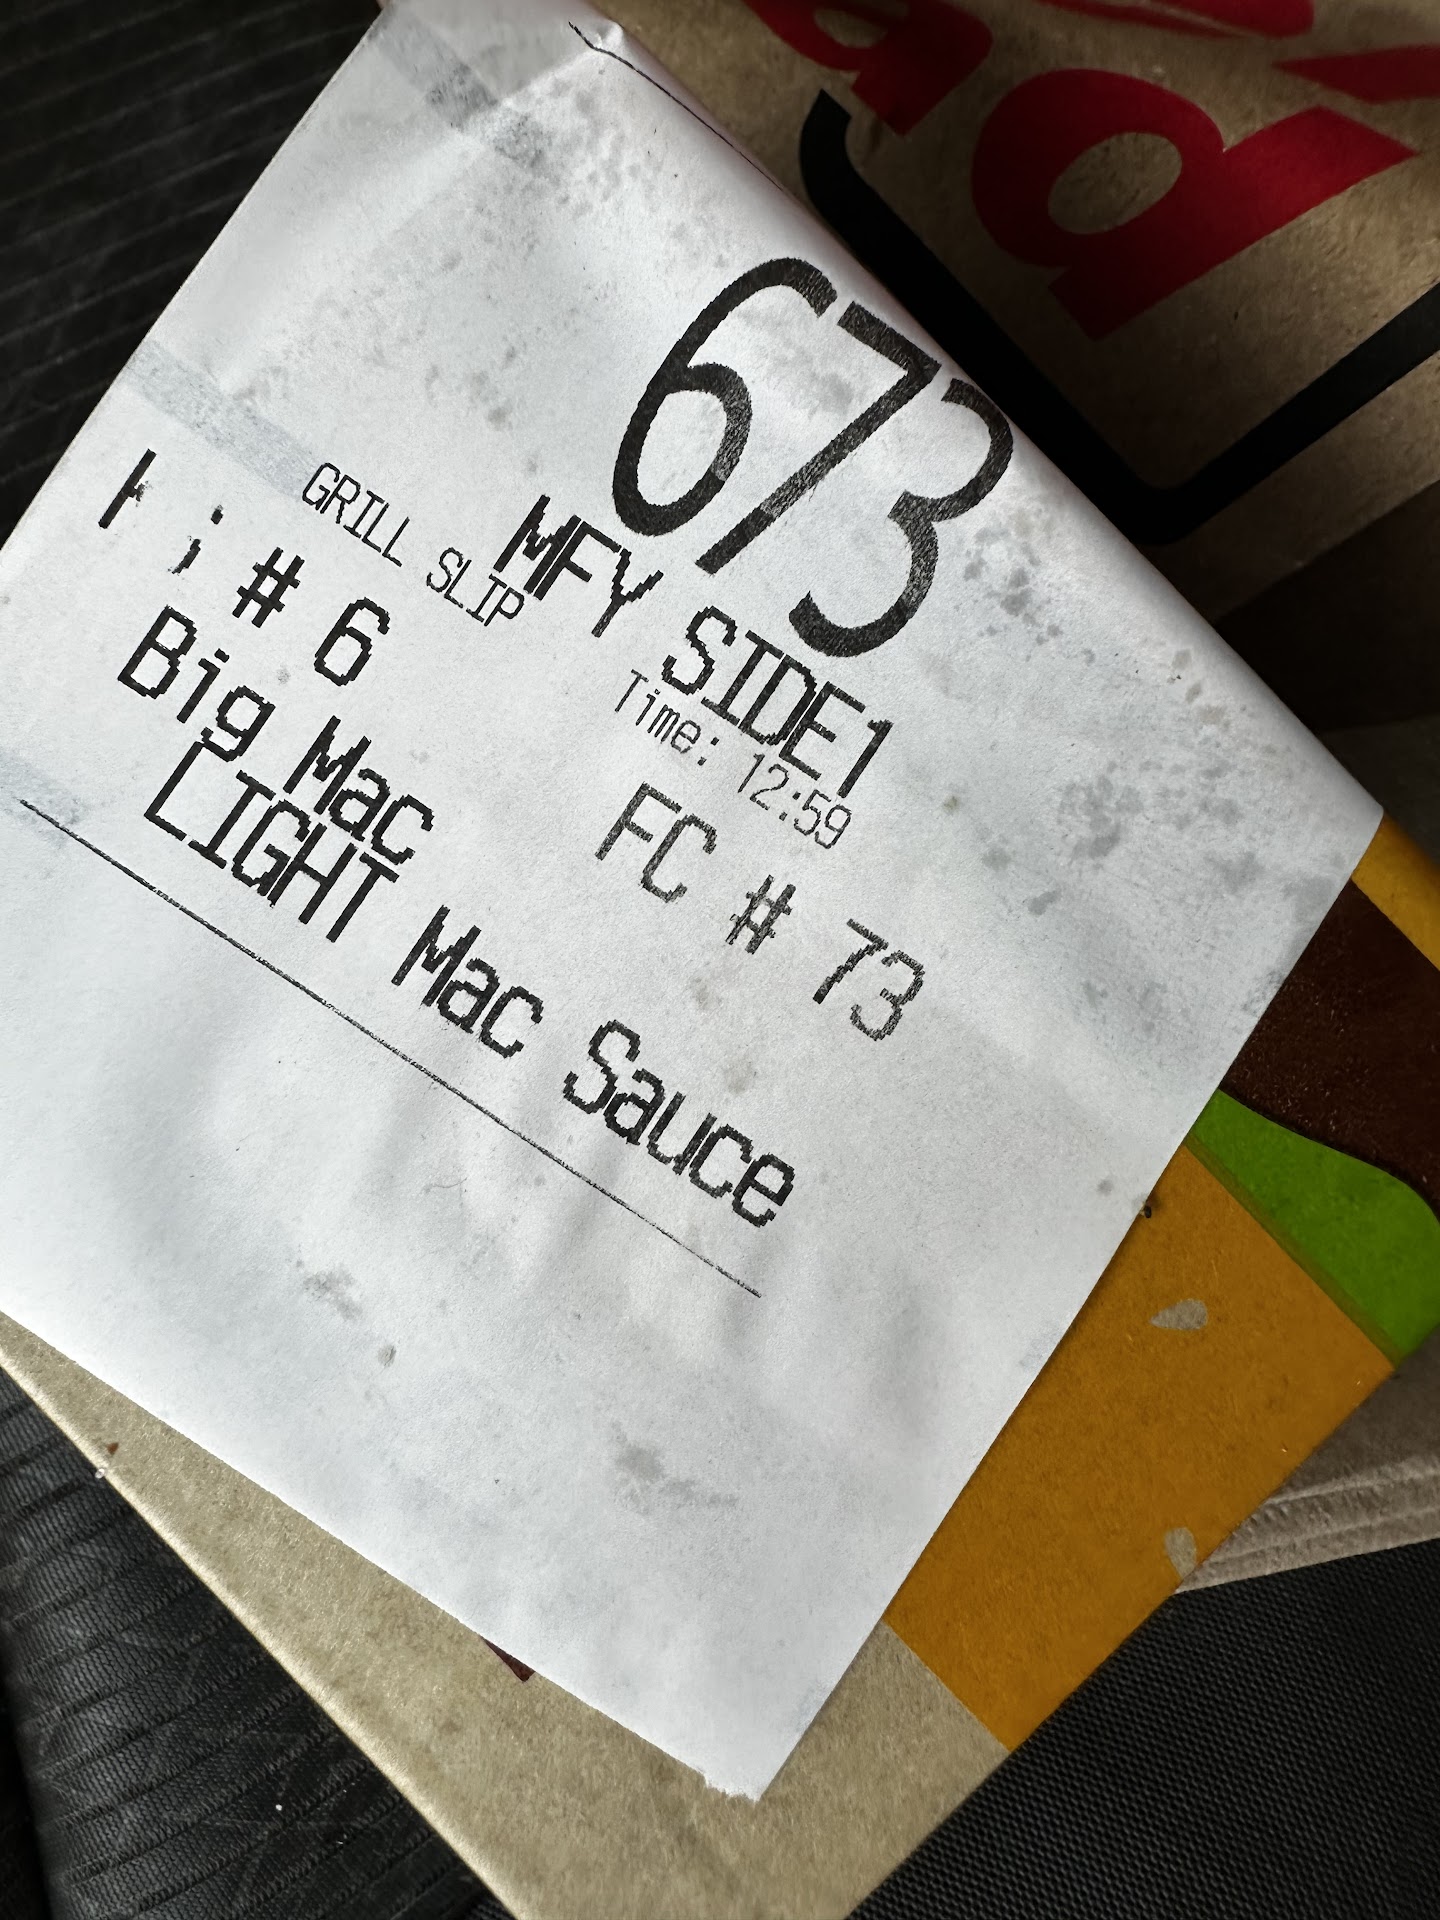 673
MFY SIDE1
GRILL SLIP
Time: 12:59
# 6
FC # 73
Big Mac
LIGHT Mac Sauce